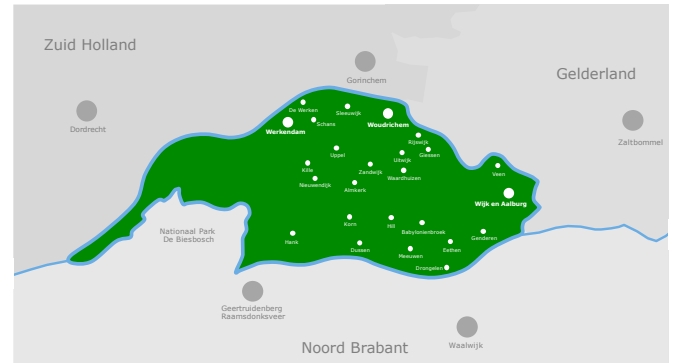 Zuid Holland
Gorinchem
Gelderland
Dordrecht
Zaltbommel
De Werken
Sleeuwijk
Werkendam
Schans
Woudrichem
Rijswijk
Uppel
Uitwijk
Giessen
Kille
Zandwijk
Waardhuizen
Veen
Nieuwendijk
Almkerk
Wijk en Aalburg
Korn
Hill
Babylonienbroek
Nationaal Park
De Biesbosch
Hank
Dussen
Meeuwen
Eethen
Genderen
Drongelen
Geertruidenberg
Raamsdonksveer
Noord Brabant
Waalwijk